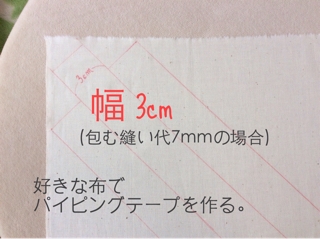 3cm
幅 3cm
(包む縫い代7mmの場合)
好きな布で
パイピングテープを作る。